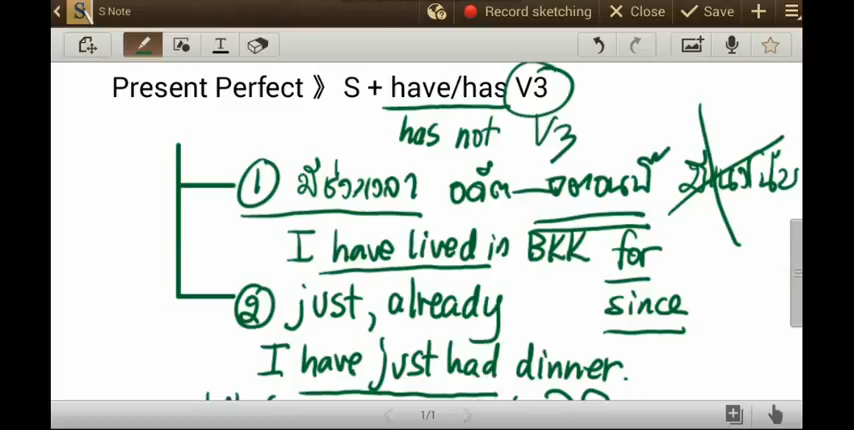 S Note
Record sketching
Close
Save
Present Perfect 》 S + have/has V3
has not V3
① มีช่วงเวลา อดีต—จุดตอนนี้
I have lived in BKK for
② just, already since
I have just had dinner.
1/1